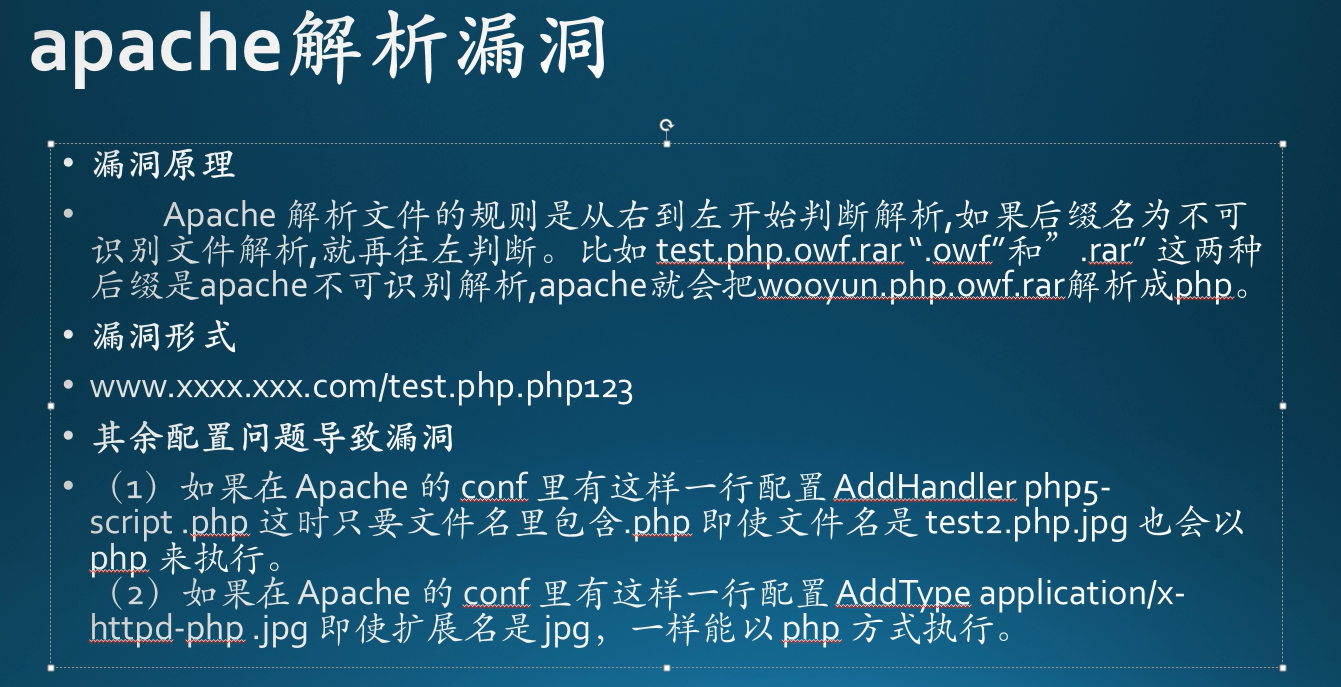 apache解析漏洞
• 漏洞原理
• Apache 解析文件的规则是从右到左开始判断解析,如果后缀名为不可
识别文件解析,就再往左判断。比如 test.php.owf.rar “.owf”和” .rar” 这两种
后缀是apache不可识别解析,apache就会把wooyun.php.owf.rar解析成php。
• 漏洞形式
• www.xxxx.xxx.com/test.php.php123
• 其余配置问题导致漏洞
• （1）如果在 Apache 的 conf 里有这样一行配置 AddHandler php5-
script .php 这时只要文件名里包含.php 即使文件名是 test2.php.jpg 也会以
php 来执行。
（2）如果在 Apache 的 conf 里有这样一行配置 AddType application/x-
httpd-php .jpg 即使扩展名是 jpg，一样能以 php 方式执行。